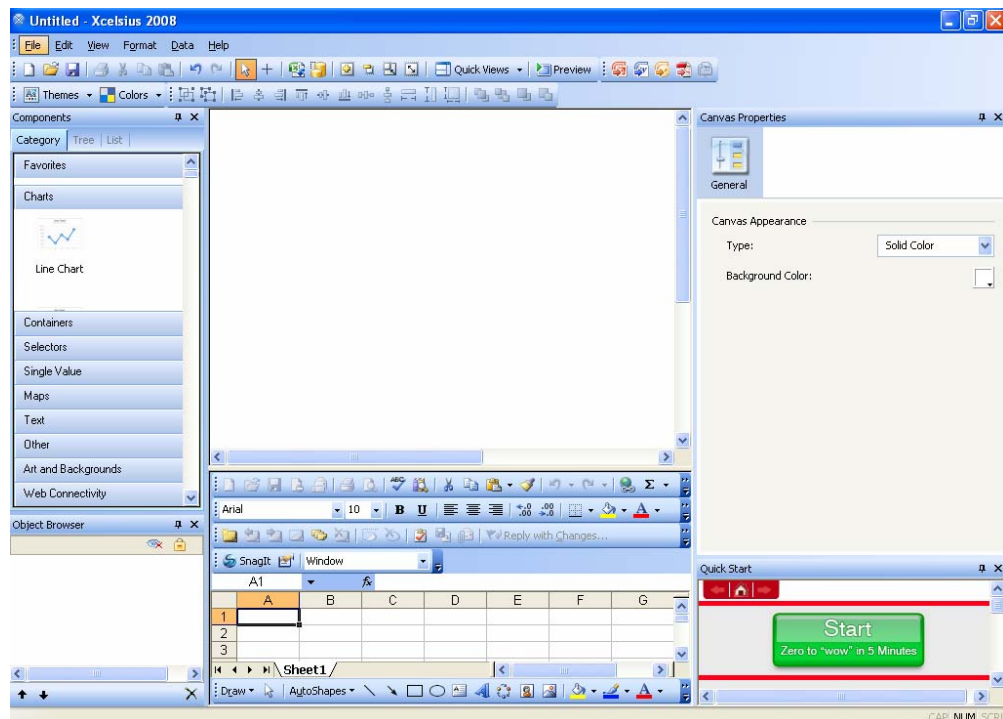 Untitled - Xcelsius 2008
File Edit View Format Data Help
Quick Views Preview
Themes Colors
Components
Category Tree List
Favorites
Charts
Line Chart
Containers
Selectors
Single Value
Maps
Text
Other
Art and Backgrounds
Web Connectivity
Object Browser
Arial 10 B U
Reply with Changes...
SnagIt Window
A1 fx
A B C D E F G
1
2
3
Sheet1
Draw AutoShapes
Canvas Properties
General
Canvas Appearance
Type: Solid Color
Background Color:
Quick Start
Start
Zero to "wow" in 5 Minutes
CAP NUM SCRL